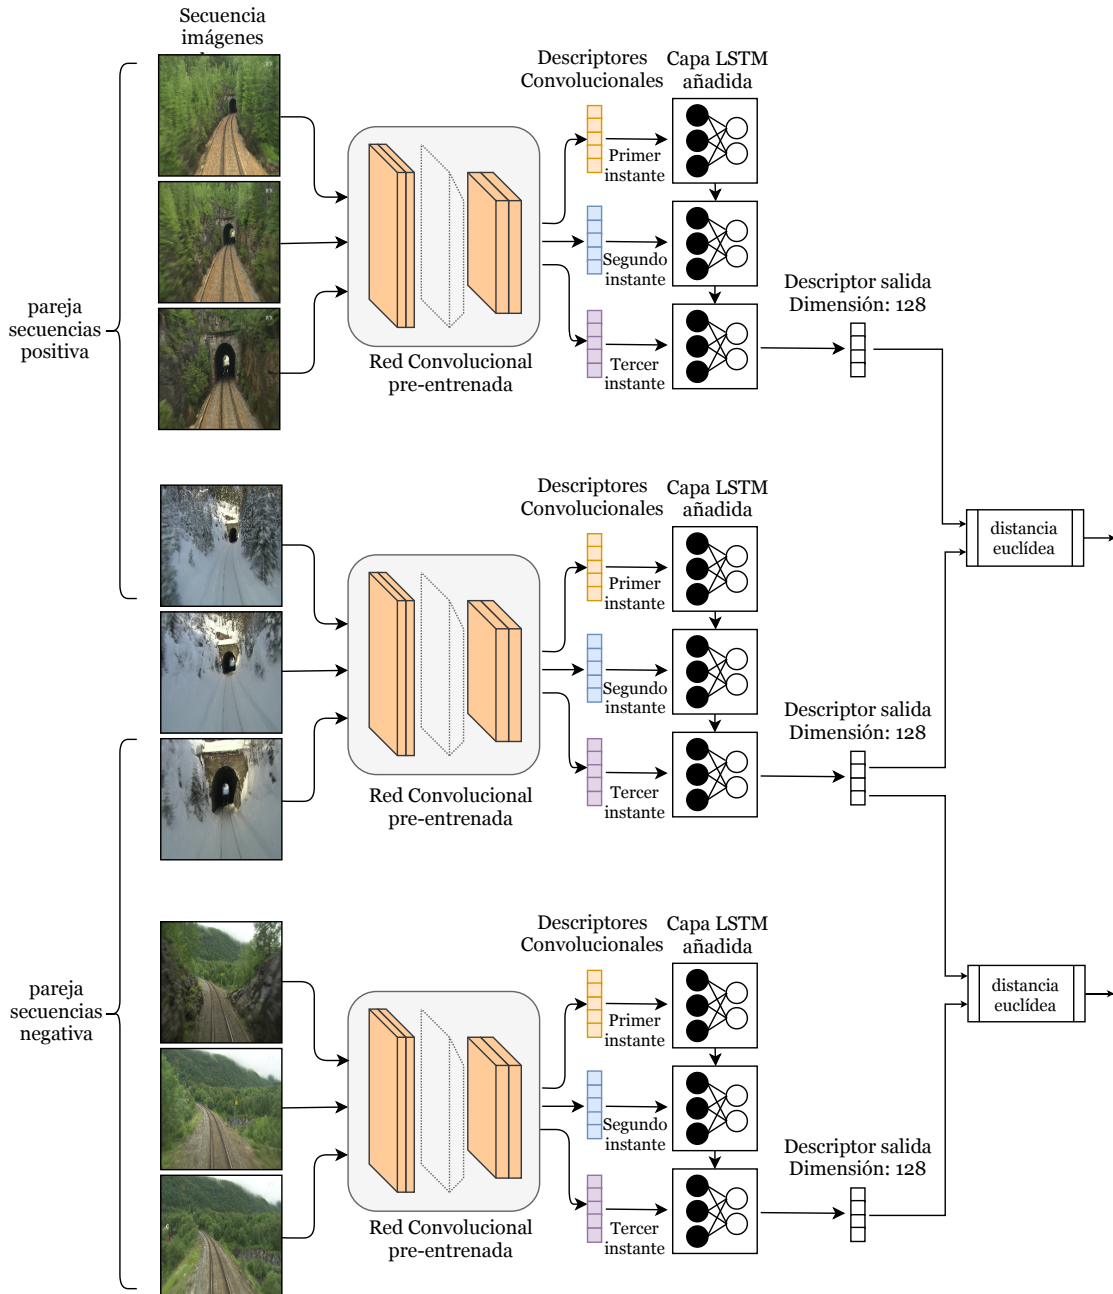 Secuencia
imágenes
Descriptores
Convolucionales
Capa LSTM
añadida
Primer
instante
Segundo
instante
Tercer
instante
Descriptor salida
Dimensión: 128
Red Convolucional
pre-entrenada
pareja
secuencias
positiva
Descriptores
Convolucionales
Capa LSTM
añadida
Primer
instante
Segundo
instante
Tercer
instante
Descriptor salida
Dimensión: 128
Red Convolucional
pre-entrenada
distancia
euclídea
pareja
secuencias
negativa
Descriptores
Convolucionales
Capa LSTM
añadida
Primer
instante
Segundo
instante
Tercer
instante
Descriptor salida
Dimensión: 128
Red Convolucional
pre-entrenada
distancia
euclídea